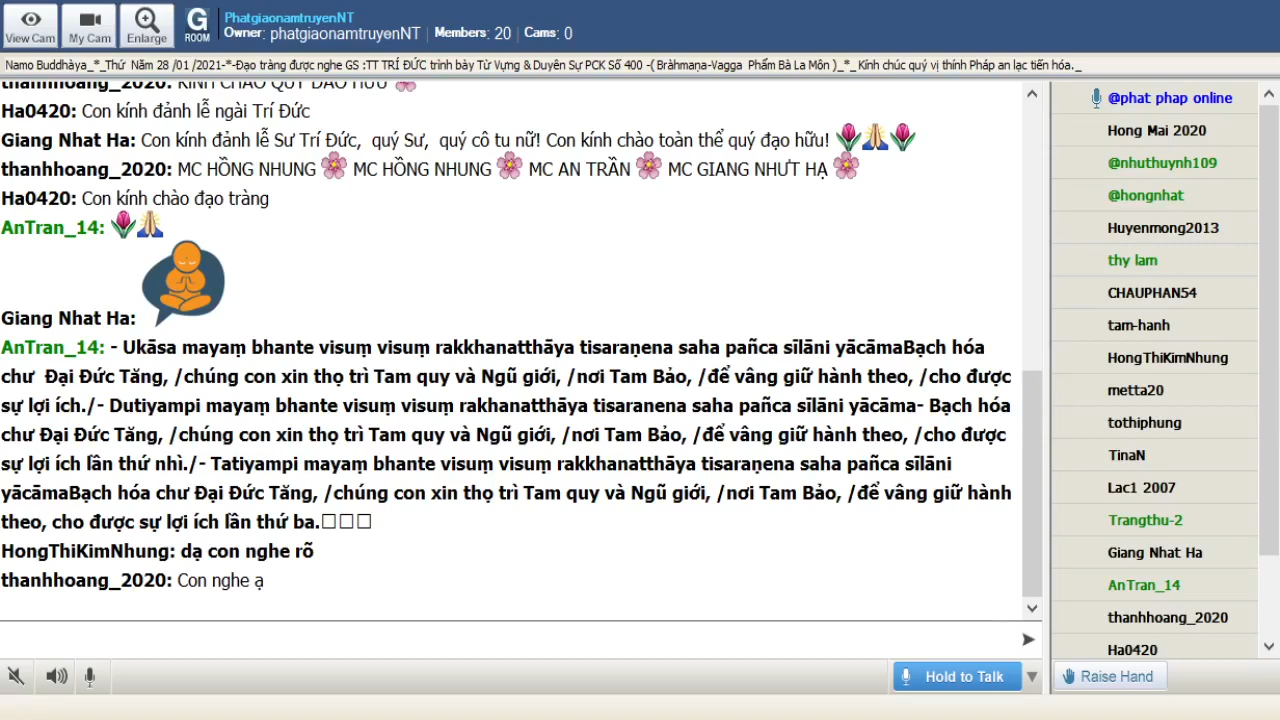 View Cam
My Cam
Enlarge
G
ROOM
PhatgiaonamtruyenNT
Owner: phatgiaonamtruyenNT | Members: 20 | Cams: 0
Namo Buddhàya_*_Thứ Năm 28 /01 /2021-*-Đạo tràng được nghe GS :TT TRÍ ĐỨC trình bày Từ Vựng & Duyên Sự PCK Số 400 -( Bràhmaṇa-Vagga Phẩm Bà La Môn )_*_ Kính chúc quý vị thính Pháp an lạc tiến hóa._
thanhhoang_2020: KÍNH CHÀO QUÝ ĐẠO HỮU
Ha0420: Con kính đảnh lễ ngài Trí Đức
Giang Nhat Ha: Con kính đảnh lễ Sư Trí Đức, quý Sư, quý cô tu nữ! Con kính chào toàn thể quý đạo hữu! 🌷🙏🌷
thanhhoang_2020: MC HỒNG NHUNG 🌸 MC HỒNG NHUNG 🌸 MC AN TRẦN 🌸 MC GIANG NHƯT HẠ 🌸
Ha0420: Con kính chào đạo tràng
AnTran_14: 🌷🙏
Giang Nhat Ha:
AnTran_14: - Ukāsa mayaṃ bhante visuṃ visuṃ rakkhanatthāya tisaraṇena saha pañca sīlāni yācāmaBạch hóa
chư Đại Đức Tăng, /chúng con xin thọ trì Tam quy và Ngũ giới, /nơi Tam Bảo, /để vâng giữ hành theo, /cho được
sự lợi ích./- Dutiyampi mayaṃ bhante visuṃ visuṃ rakhanatthāya tisaranena saha pañca sīlāni yācāma- Bạch hóa
chư Đại Đức Tăng, /chúng con xin thọ trì Tam quy và Ngũ giới, /nơi Tam Bảo, /để vâng giữ hành theo, /cho được
sự lợi ích lần thứ nhì./- Tatiyampi mayaṃ bhante visuṃ visuṃ rakkhanatthāya tisaraṇena saha pañca sīlāni
yācāmaBạch hóa chư Đại Đức Tăng, /chúng con xin thọ trì Tam quy và Ngũ giới, /nơi Tam Bảo, /để vâng giữ hành
theo, cho được sự lợi ích lần thứ ba.□□□
HongThiKimNhung: dạ con nghe rõ
thanhhoang_2020: Con nghe ạ
Hold to Talk
@phat phap online
Hong Mai 2020
@nhuthuynh109
@hongnhat
Huyenmong2013
thy lam
CHAUPHAN54
tam-hanh
HongThiKimNhung
metta20
tothiphung
TinaN
Lac1 2007
Trangthu-2
Giang Nhat Ha
AnTran_14
thanhhoang_2020
Ha0420
Raise Hand